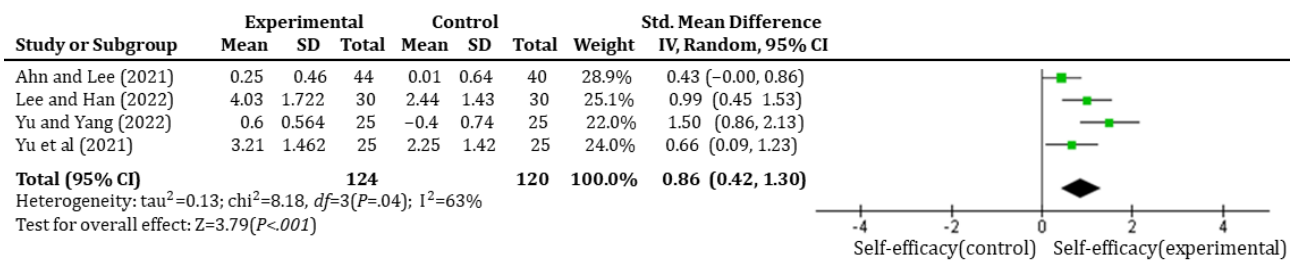 Experimental Control Std. Mean Difference
Study or Subgroup Mean SD Total Mean SD Total Weight IV, Random, 95% CI
Ahn and Lee (2021) 0.25 0.46 44 0.01 0.64 40 28.9% 0.43 (−0.00, 0.86)
Lee and Han (2022) 4.03 1.722 30 2.44 1.43 30 25.1% 0.99 (0.45 1.53)
Yu and Yang (2022) 0.6 0.564 25 −0.4 0.74 25 22.0% 1.50 (0.86, 2.13)
Yu et al (2021) 3.21 1.462 25 2.25 1.42 25 24.0% 0.66 (0.09, 1.23)
Total (95% CI) 124 120 100.0% 0.86 (0.42, 1.30)
Heterogeneity: tau²=0.13; chi²=8.18, df=3(P=.04); I²=63%
Test for overall effect: Z=3.79(P<.001)
-4 -2 0 2 4
Self-efficacy(control) Self-efficacy(experimental)